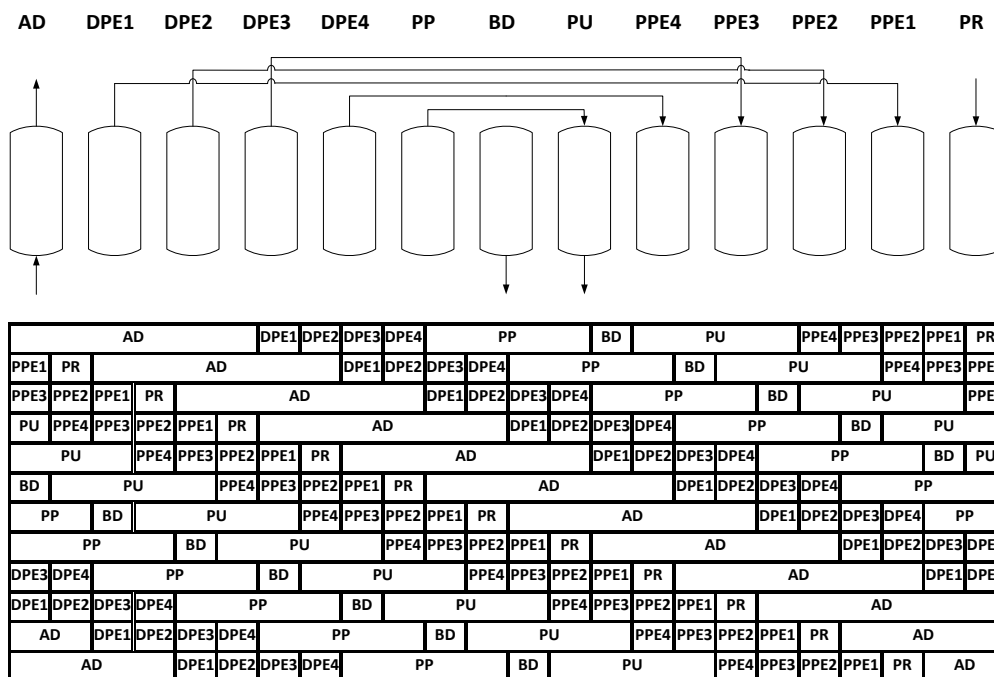 AD DPE1 DPE2 DPE3 DPE4 PP BD PU PPE4 PPE3 PPE2 PPE1 PR
AD DPE1 DPE2 DPE3 DPE4 PP BD PU PPE4 PPE3 PPE2 PPE1 PR
PPE1 PR AD DPE1 DPE2 DPE3 DPE4 PP BD PU PPE4 PPE3 PPE
PPE3 PPE2 PPE1 PR AD DPE1 DPE2 DPE3 DPE4 PP BD PU PPE
PU PPE4 PPE3 PPE2 PPE1 PR AD DPE1 DPE2 DPE3 DPE4 PP BD PU
PU PPE4 PPE3 PPE2 PPE1 PR AD DPE1 DPE2 DPE3 DPE4 PP BD PU
BD PU PPE4 PPE3 PPE2 PPE1 PR AD DPE1 DPE2 DPE3 DPE4 PP
PP BD PU PPE4 PPE3 PPE2 PPE1 PR AD DPE1 DPE2 DPE3 DPE4 PP
PP BD PU PPE4 PPE3 PPE2 PPE1 PR AD DPE1 DPE2 DPE3 DPE
DPE3 DPE4 PP BD PU PPE4 PPE3 PPE2 PPE1 PR AD DPE1 DPE
DPE1 DPE2 DPE3 DPE4 PP BD PU PPE4 PPE3 PPE2 PPE1 PR AD
AD DPE1 DPE2 DPE3 DPE4 PP BD PU PPE4 PPE3 PPE2 PPE1 PR AD
AD DPE1 DPE2 DPE3 DPE4 PP BD PU PPE4 PPE3 PPE2 PPE1 PR AD